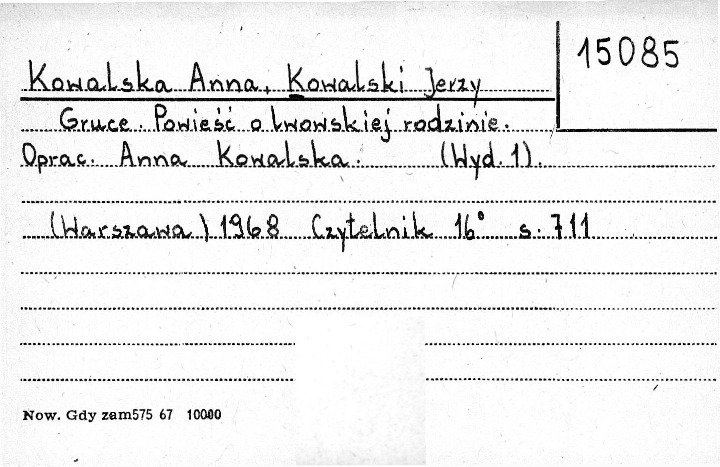 15085
Kowalska Anna, Kowalski Jerzy
Gruce. Powieść o lwowskiej rodzinie.
Oprac. Anna Kowalska. (Wyd. 1).
(Warszawa) 1968 Czytelnik 16° s. 711
Now. Gdy zam575 67 10000